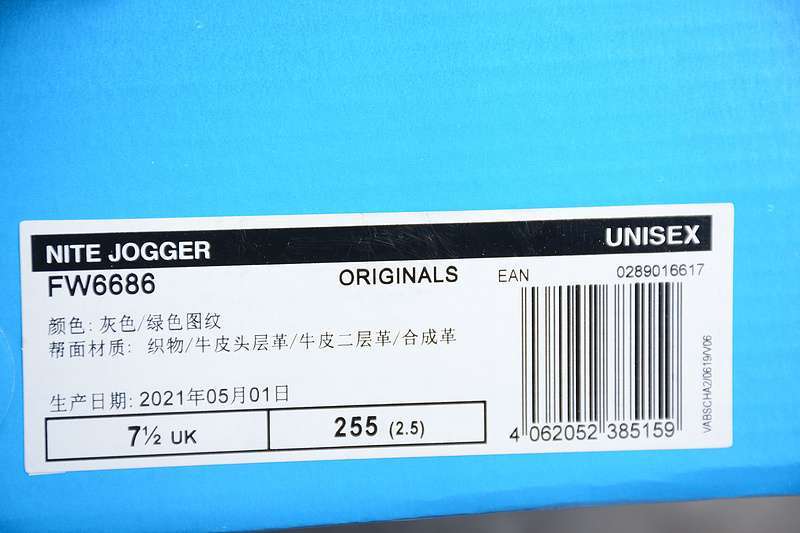 NITE JOGGER
UNISEX
FW6686
ORIGINALS
EAN
0289016617
颜色: 灰色/绿色图纹
帮面材质: 织物/牛皮头层革/牛皮二层革/合成革
生产日期: 2021年05月01日
7½ UK
255 (2.5)
4 062052 385159
VABSCHA2/0619/V06